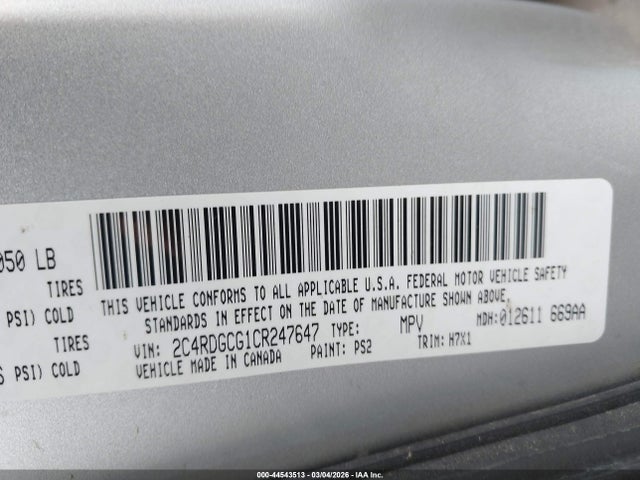 050 LB
TIRES
PSI) COLD
TIRES
PSI) COLD
THIS VEHICLE CONFORMS TO ALL APPLICABLE U.S.A. FEDERAL MOTOR VEHICLE SAFETY
STANDARDS IN EFFECT ON THE DATE OF MANUFACTURE SHOWN ABOVE.
VIN: 2C4RDGCG1CR247647 TYPE: MPV MDH: 012611 669AA
VEHICLE MADE IN CANADA PAINT: PS2 TRIM: H7X1
000-44543513 - 03/04/2026 - IAA Inc.